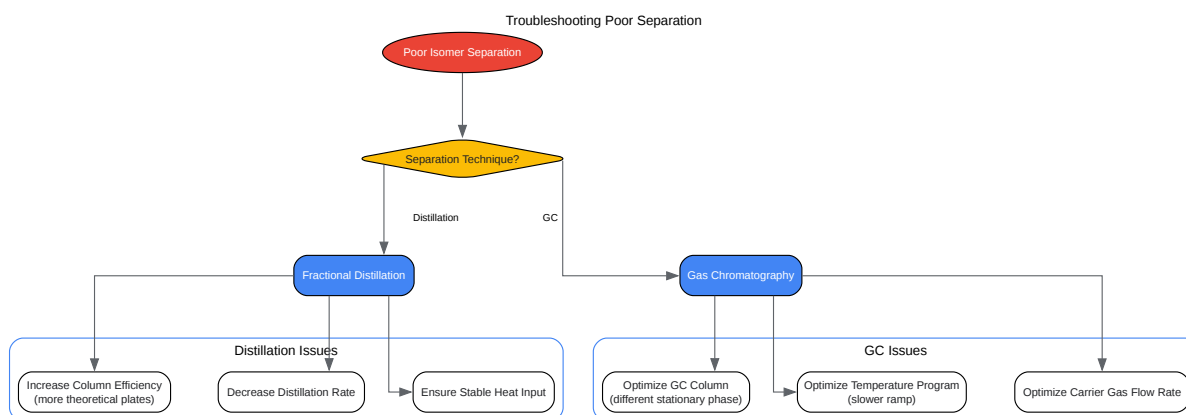 Troubleshooting Poor Separation
Poor Isomer Separation
Separation Technique?
Distillation
GC
Fractional Distillation
Gas Chromatography
Distillation Issues
GC Issues
Increase Column Efficiency
(more theoretical plates)
Decrease Distillation Rate
Ensure Stable Heat Input
Optimize GC Column
(different stationary phase)
Optimize Temperature Program
(slower ramp)
Optimize Carrier Gas Flow Rate